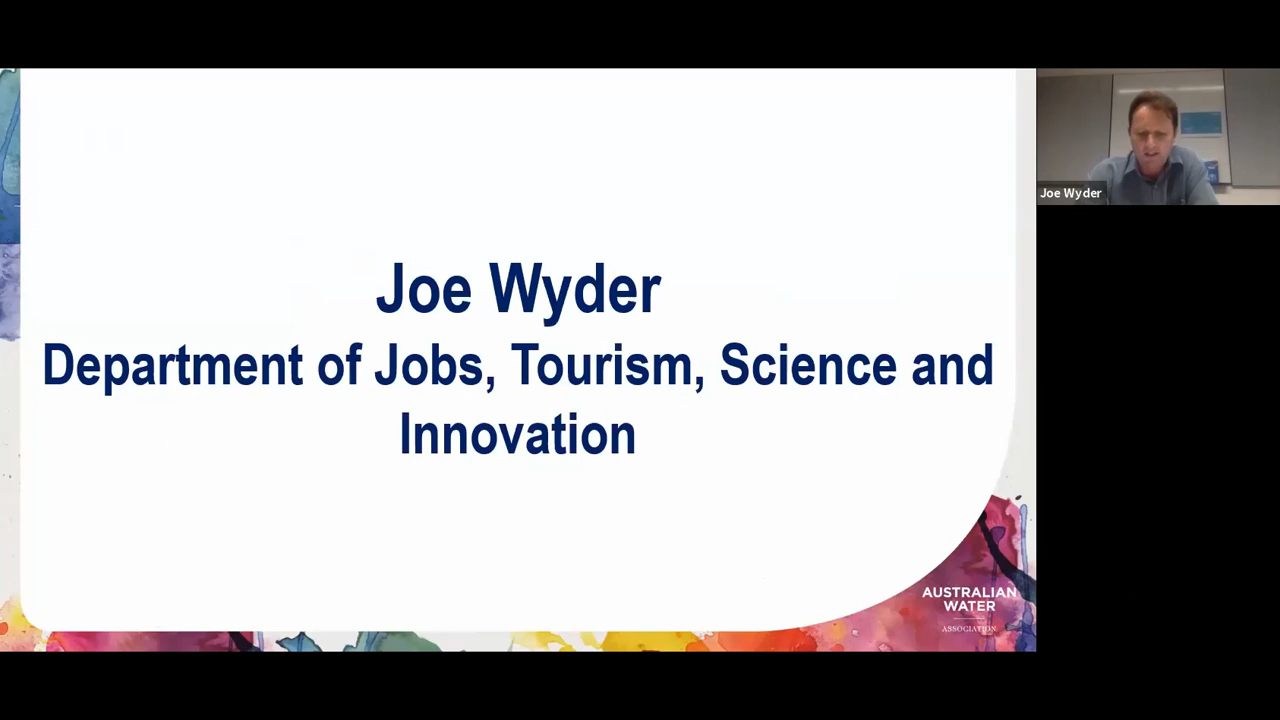 Joe Wyder
Department of Jobs, Tourism, Science and
Innovation
Joe Wyder
AUSTRALIAN
WATER
ASSOCIATION